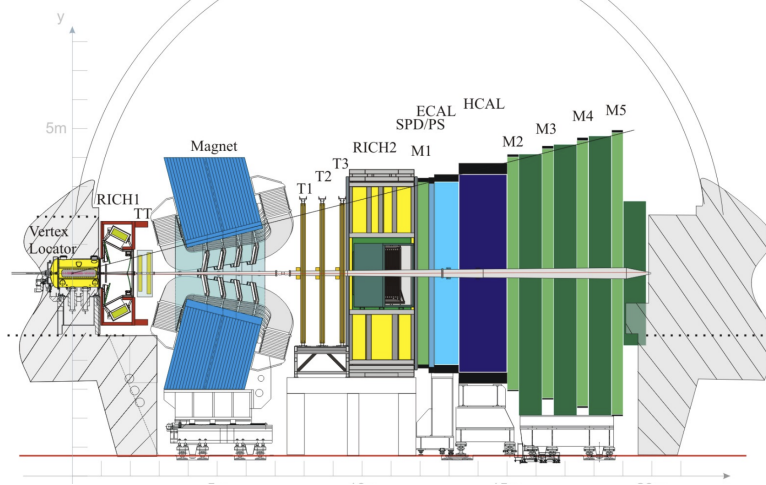 y
5m
Magnet
RICH1
TT
Vertex
Locator
T1
T2
T3
RICH2
SPD/PS
ECAL
HCAL
M1
M2
M3
M4
M5